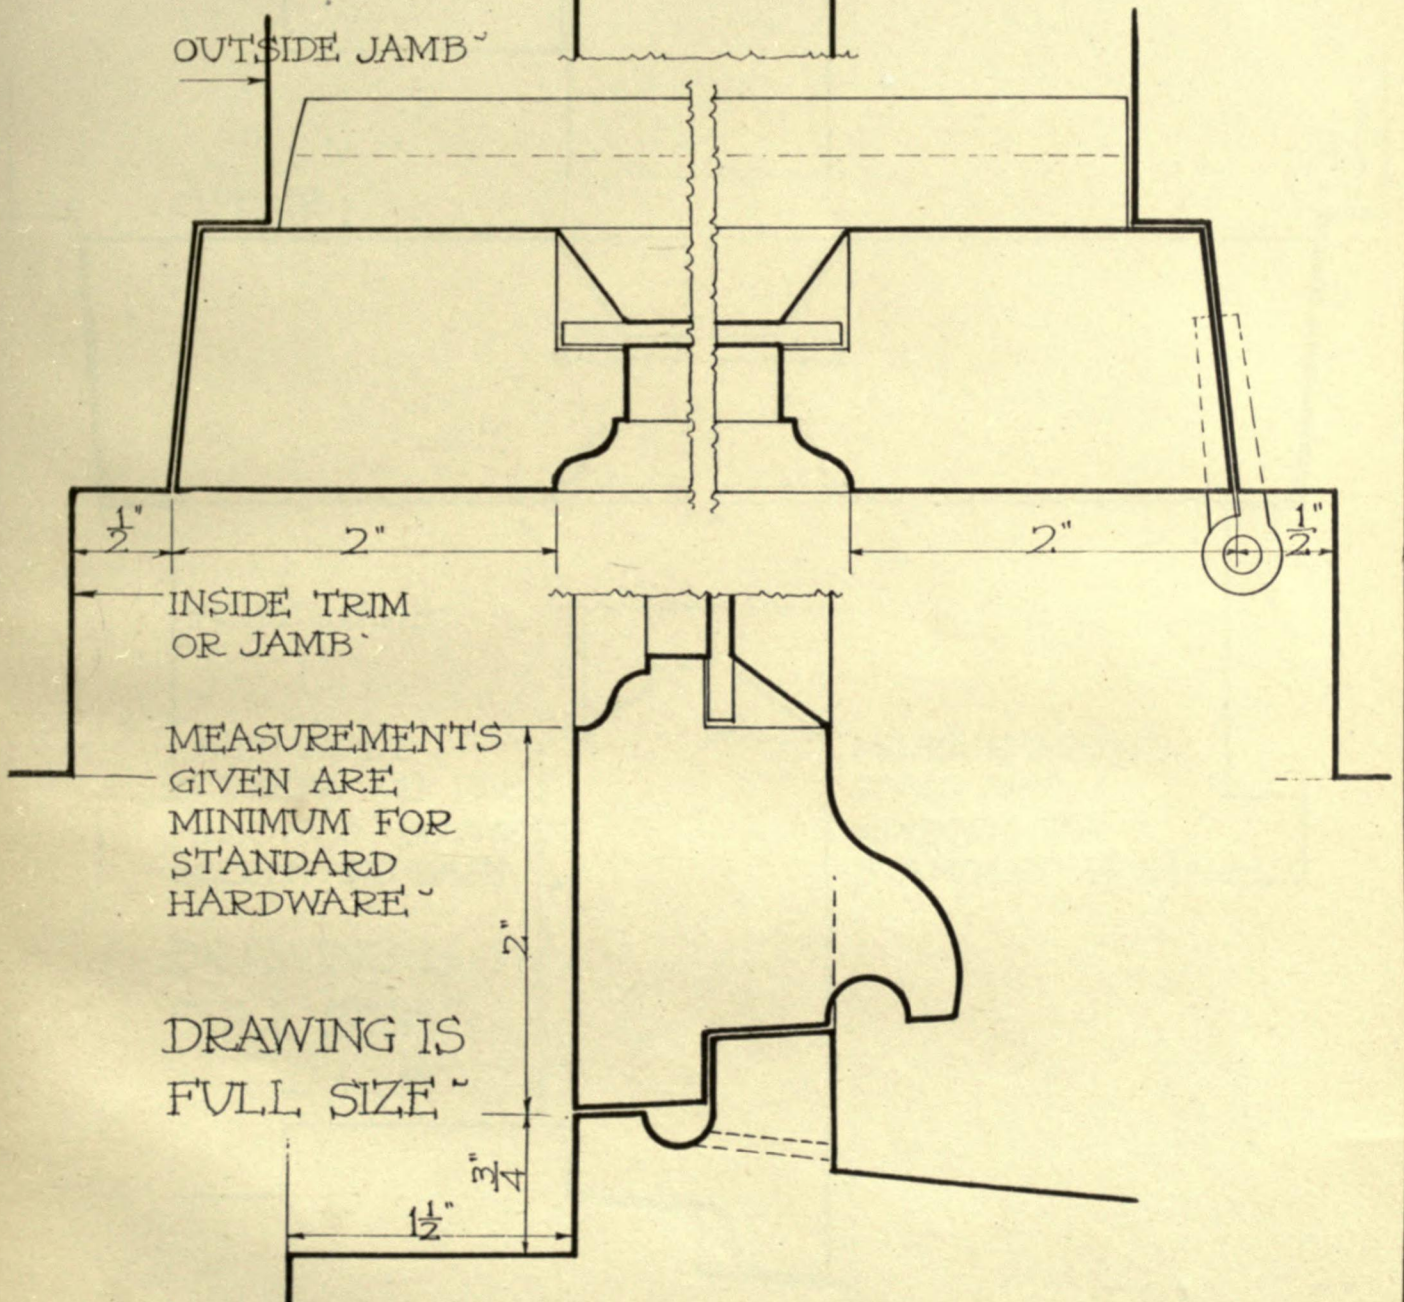 OUTSIDE JAMB
1/2"
2"
2"
1/2"
INSIDE TRIM
OR JAMB
MEASUREMENTS
GIVEN ARE
MINIMUM FOR
STANDARD
HARDWARE
2"
DRAWING IS
FULL SIZE
3/4"
1 1/2"